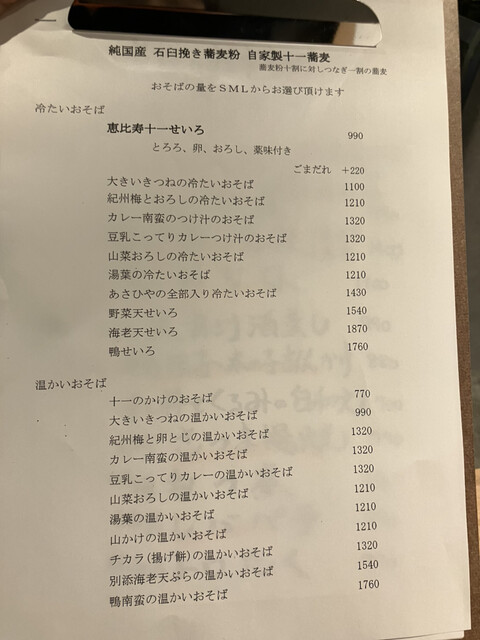 純国産 石臼挽き蕎麦粉 自家製十一蕎麦
蕎麦粉十割に対しつなぎ一割の蕎麦
おそばの量をSMLからお選び頂けます
冷たいおそば
恵比寿十一せいろ 990
とろろ、卵、おろし、薬味付き
ごまだれ +220
大きいきつねの冷たいおそば 1100
紀州梅とおろしの冷たいおそば 1210
カレー南蛮のつけ汁のおそば 1320
豆乳こってりカレーつけ汁のおそば 1320
山菜おろしの冷たいおそば 1210
湯葉の冷たいおそば 1210
あさひやの全部入り冷たいおそば 1430
野菜天せいろ 1540
海老天せいろ 1870
鴨せいろ 1760
温かいおそば
十一のかけのおそば 770
大きいきつねの温かいおそば 990
紀州梅と卵とじの温かいおそば 1320
カレー南蛮の温かいおそば 1320
豆乳こってりカレーの温かいおそば 1320
山菜おろしの温かいおそば 1210
湯葉の温かいおそば 1210
山かけの温かいおそば 1210
チカラ(揚げ餅)の温かいおそば 1320
別添海老天ぷらの温かいおそば 1540
鴨南蛮の温かいおそば 1760